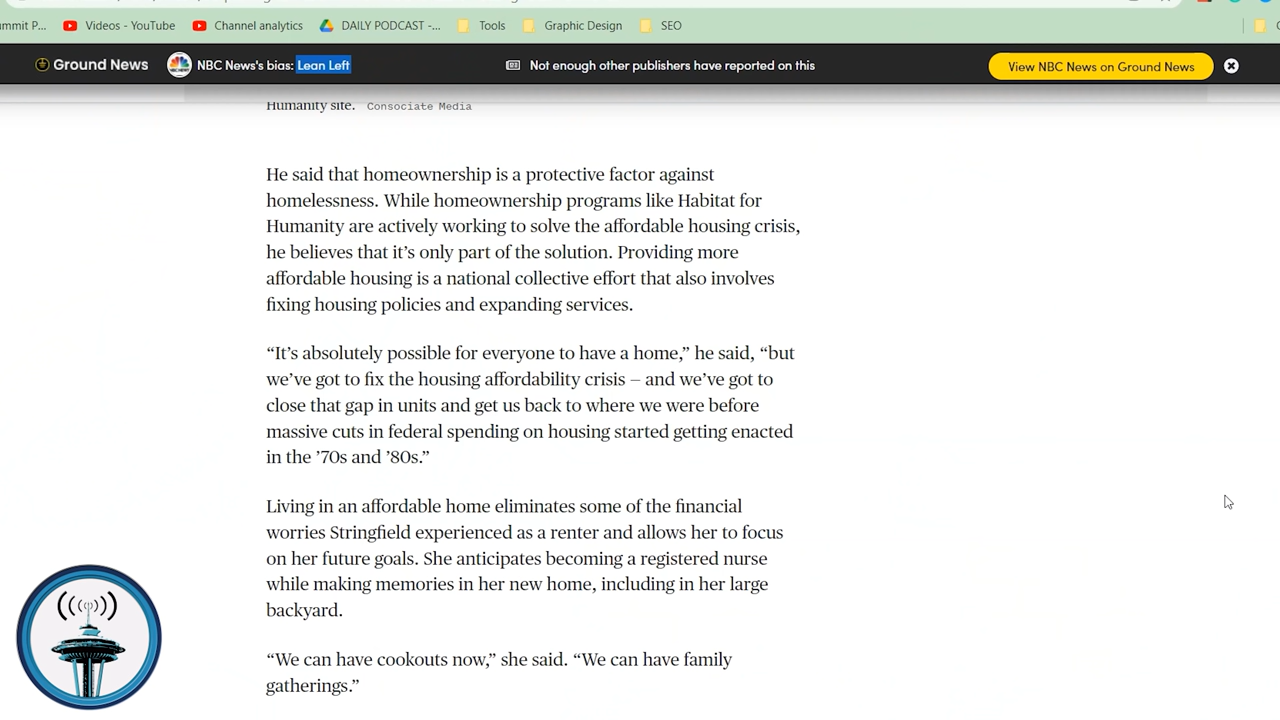 ummit P...
Videos - YouTube
Channel analytics
DAILY PODCAST -...
Tools
Graphic Design
SEO
Ground News
NBC News's bias: Lean Left
Not enough other publishers have reported on this
View NBC News on Ground News
Humanity site. Consociate Media
He said that homeownership is a protective factor against
homelessness. While homeownership programs like Habitat for
Humanity are actively working to solve the affordable housing crisis,
he believes that it’s only part of the solution. Providing more
affordable housing is a national collective effort that also involves
fixing housing policies and expanding services.
“It’s absolutely possible for everyone to have a home,” he said, “but
we’ve got to fix the housing affordability crisis — and we’ve got to
close that gap in units and get us back to where we were before
massive cuts in federal spending on housing started getting enacted
in the ’70s and ’80s.”
Living in an affordable home eliminates some of the financial
worries Stringfield experienced as a renter and allows her to focus
on her future goals. She anticipates becoming a registered nurse
while making memories in her new home, including in her large
backyard.
“We can have cookouts now,” she said. “We can have family
gatherings.”